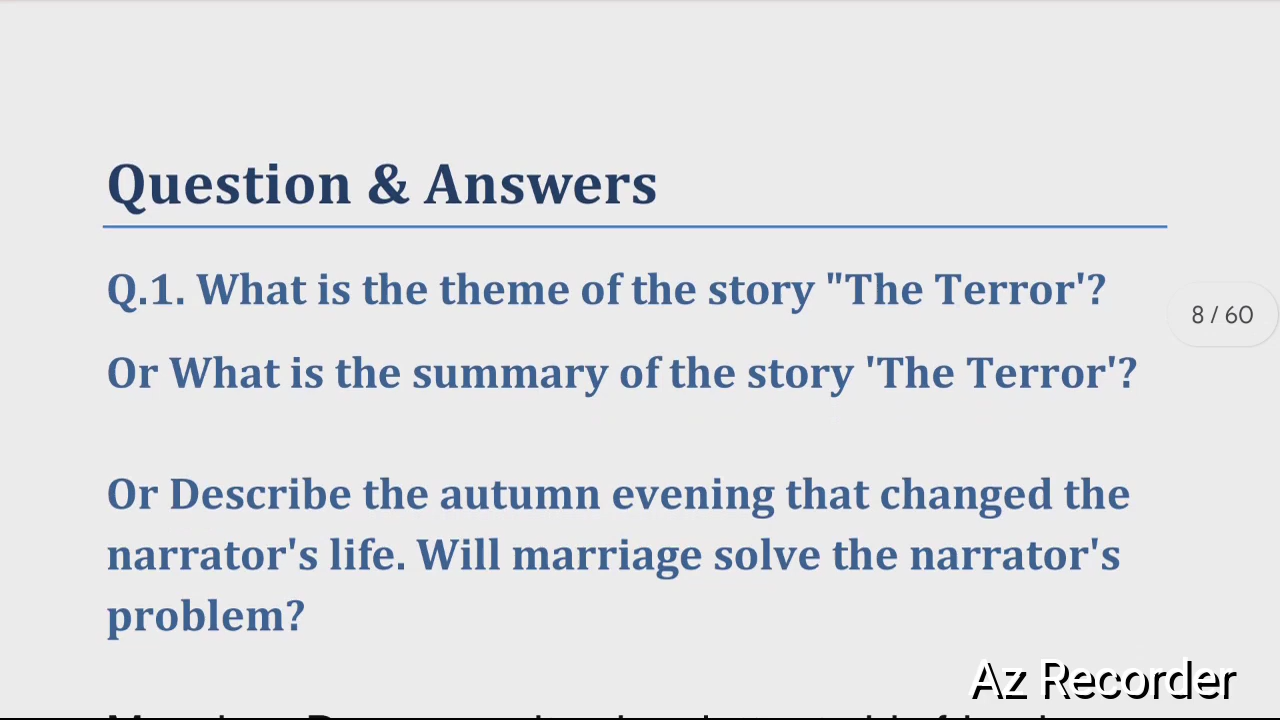 Question & Answers
Q.1. What is the theme of the story "The Terror'?
8 / 60
Or What is the summary of the story 'The Terror'?
Or Describe the autumn evening that changed the
narrator's life. Will marriage solve the narrator's
problem?
Az Recorder